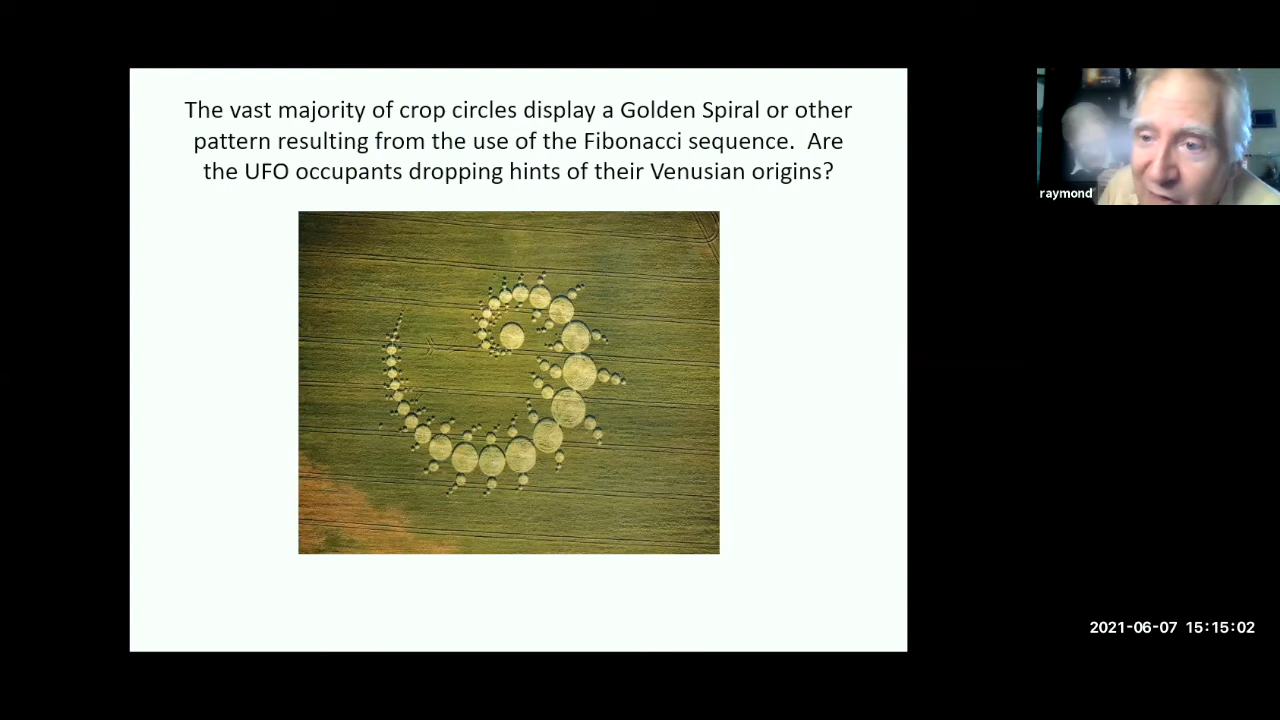 The vast majority of crop circles display a Golden Spiral or other
pattern resulting from the use of the Fibonacci sequence.  Are
the UFO occupants dropping hints of their Venusian origins?
raymond
2021-06-07 15:15:02